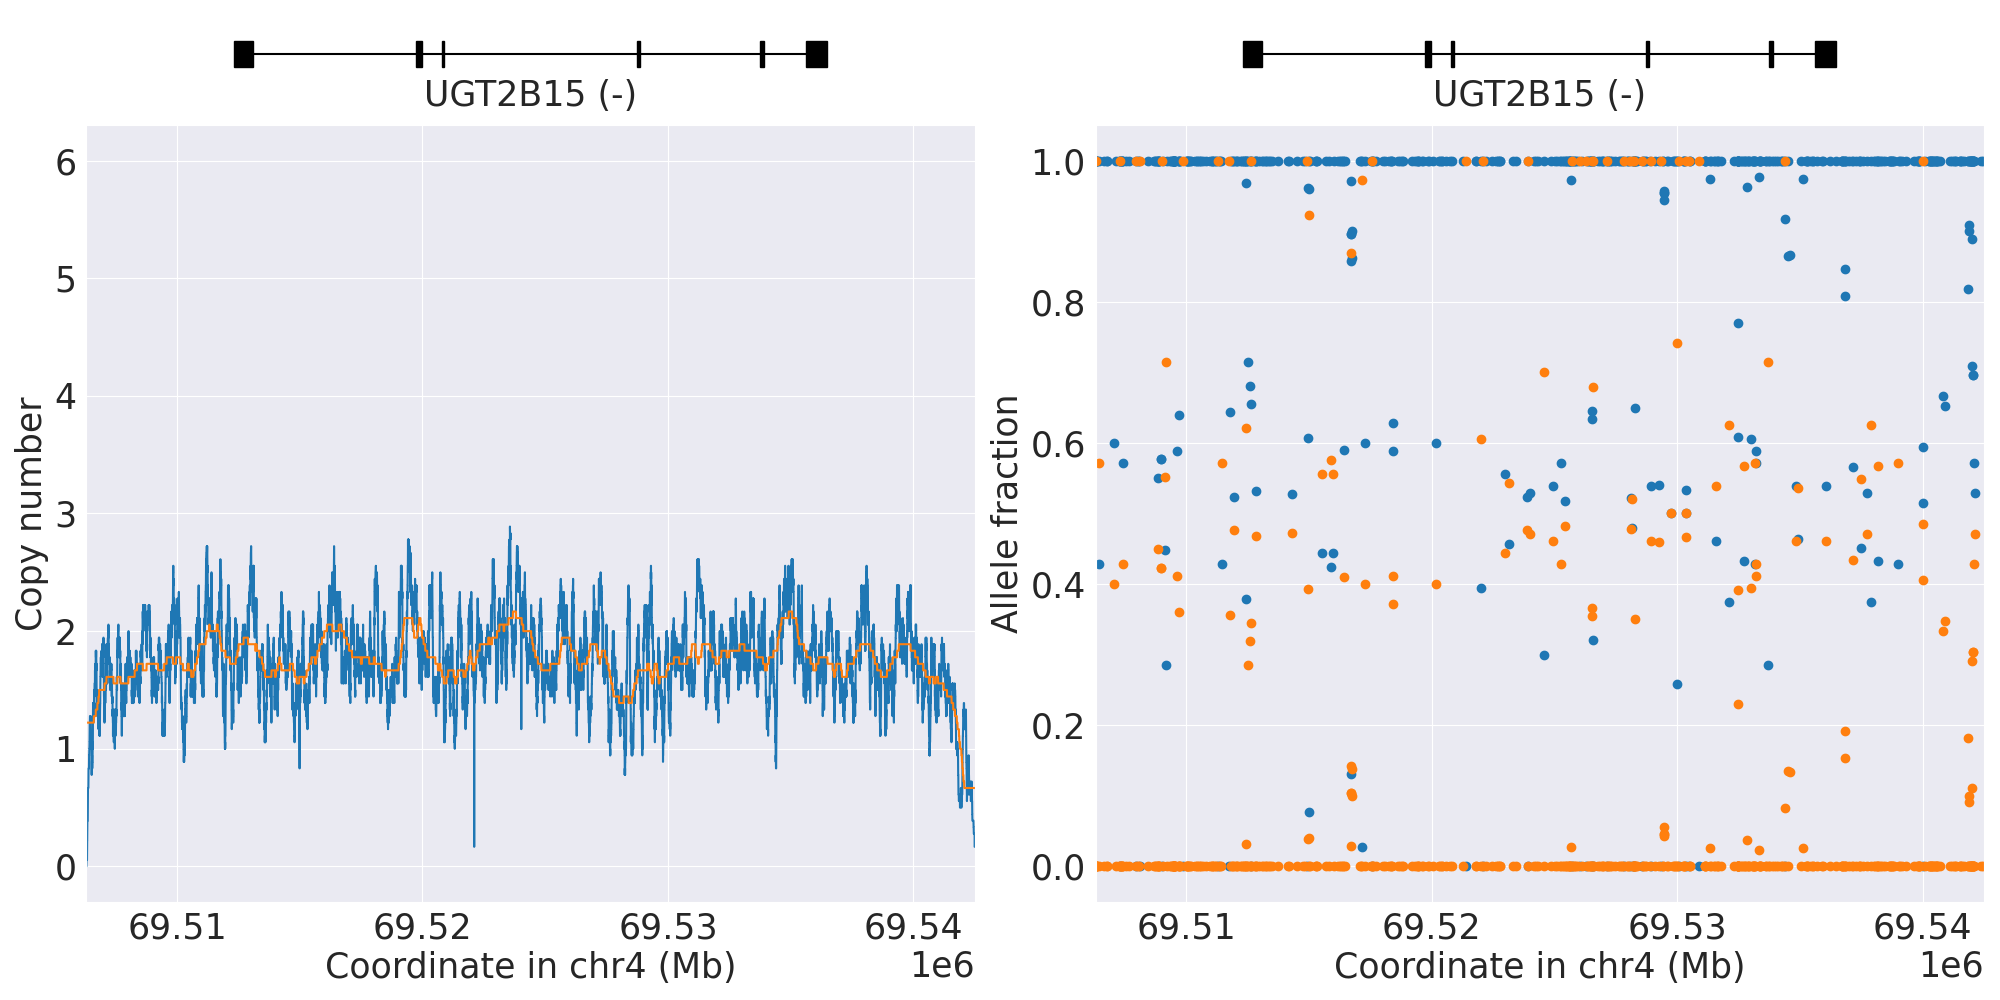 UGT2B15 (-)
6
5
4
3
2
1
0
Copy number
69.51 69.52 69.53 69.54
Coordinate in chr4 (Mb)
1e6
UGT2B15 (-)
1.0
0.8
0.6
0.4
0.2
0.0
Allele fraction
69.51 69.52 69.53 69.54
Coordinate in chr4 (Mb)
1e6